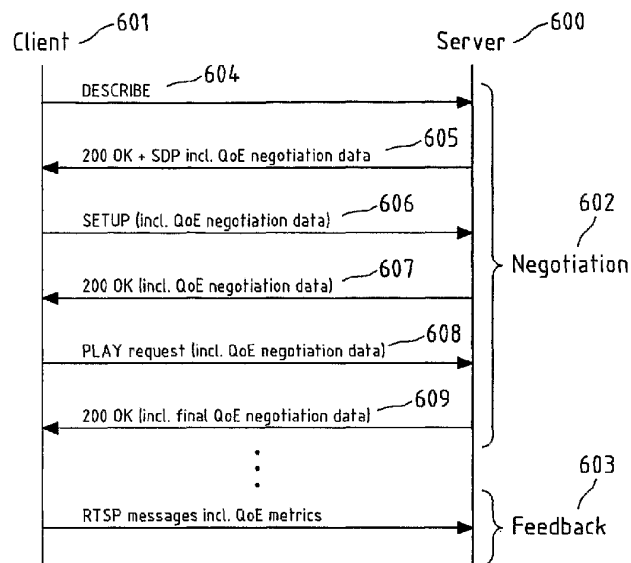 Client 601
Server 600
604
DESCRIBE
605
200 OK + SDP incl. QoE negotiation data
606
SETUP (incl. QoE negotiation data)
602
Negotiation
607
200 OK (incl. QoE negotiation data)
608
PLAY request (incl. QoE negotiation data)
609
200 OK (incl. final QoE negotiation data)
603
RTSP messages incl. QoE metrics
Feedback